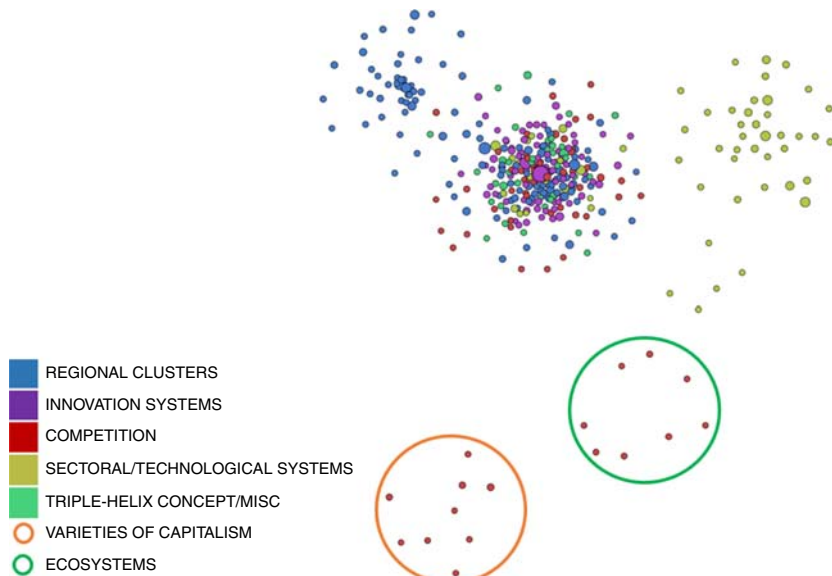 REGIONAL CLUSTERS
INNOVATION SYSTEMS
COMPETITION
SECTORAL/TECHNOLOGICAL SYSTEMS
TRIPLE-HELIX CONCEPT/MISC
VARIETIES OF CAPITALISM
ECOSYSTEMS